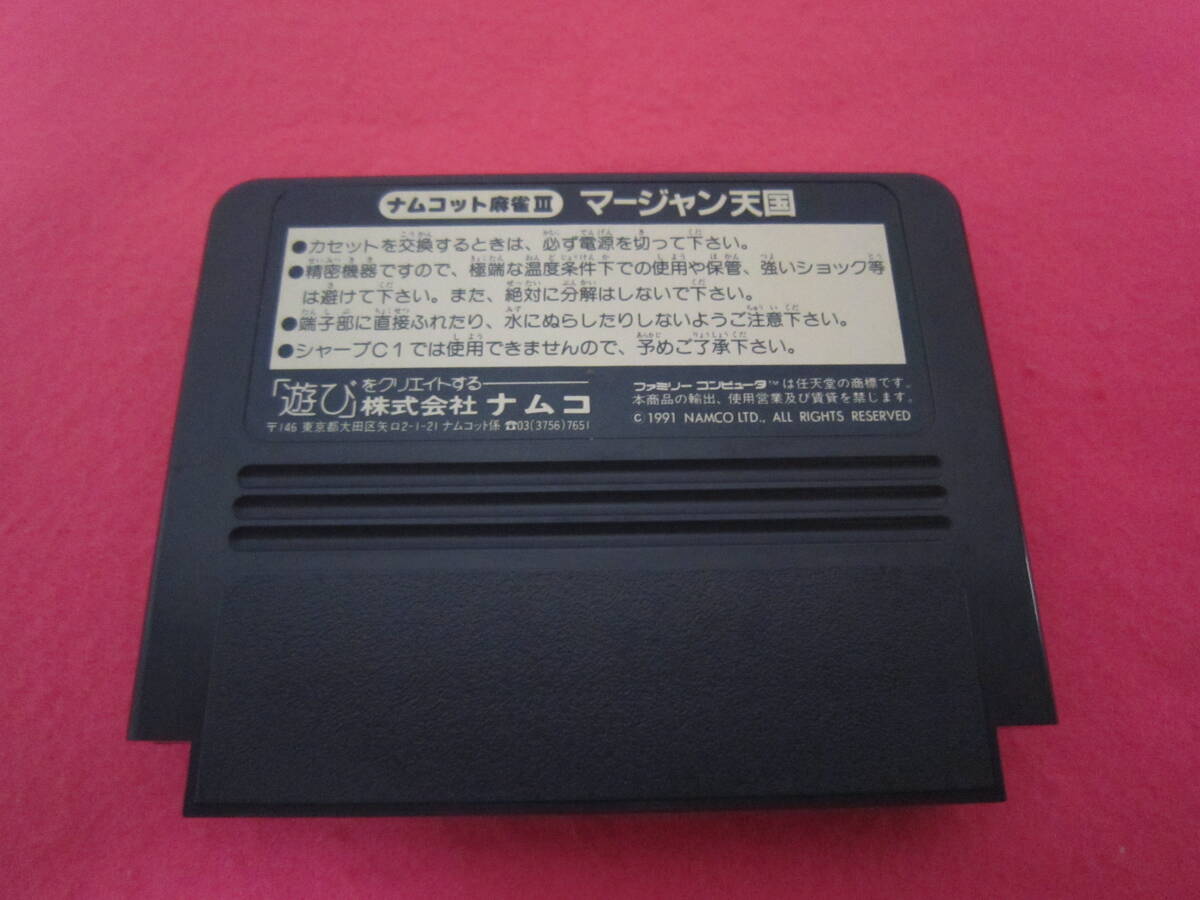 ナムコット麻雀III マージャン天国
●カセットを交換するときは、必ず電源を切って下さい。
●精密機器ですので、極端な温度条件下での使用や保管、強いショック等
は避けて下さい。また、絶対に分解はしないで下さい。
●端子部に直接ふれたり、水にぬらしたりしないようご注意下さい。
●シャープC1では使用できませんので、予めご了承下さい。
「遊び」をクリエイトする
株式会社 ナムコ
〒146 東京都大田区矢口2-1-21 ナムコット係 ☎03(3756)7651
ファミリーコンピュータ™は任天堂の商標です。
本商品の輸出、使用営業及び賃貸を禁じます。
© 1991 NAMCO LTD., ALL RIGHTS RESERVED